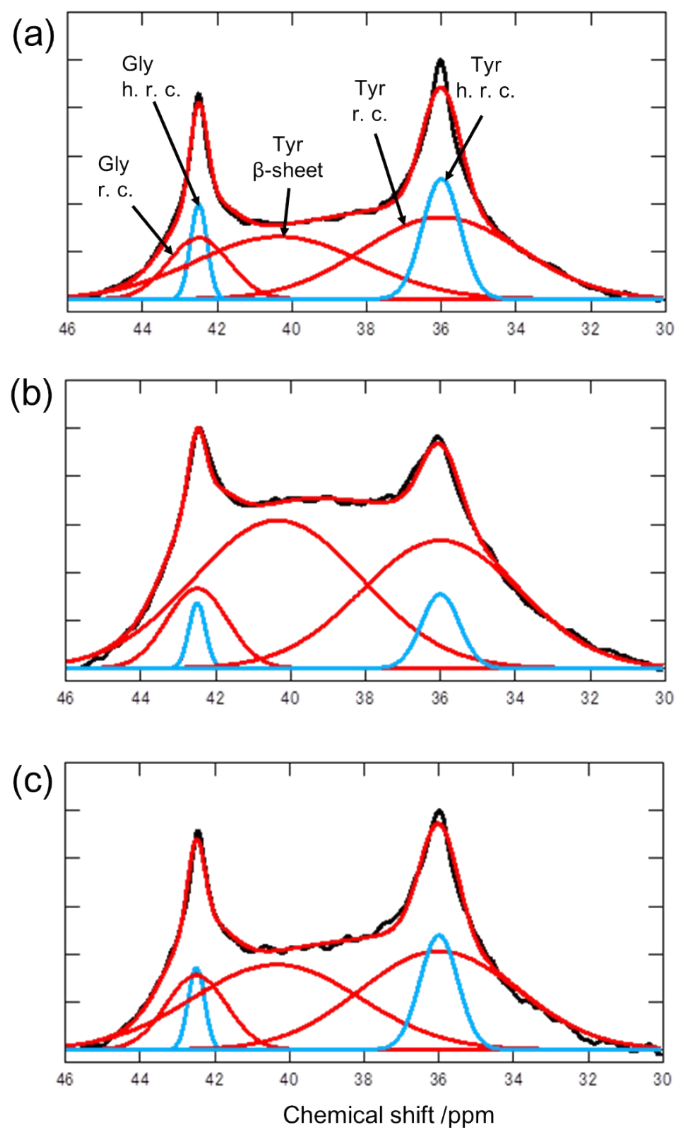 (a)
Gly
h. r. c.
Gly
r. c.
Tyr
β-sheet
Tyr
r. c.
Tyr
h. r. c.
46 44 42 40 38 36 34 32 30
(b)
46 44 42 40 38 36 34 32 30
(c)
46 44 42 40 38 36 34 32 30
Chemical shift /ppm